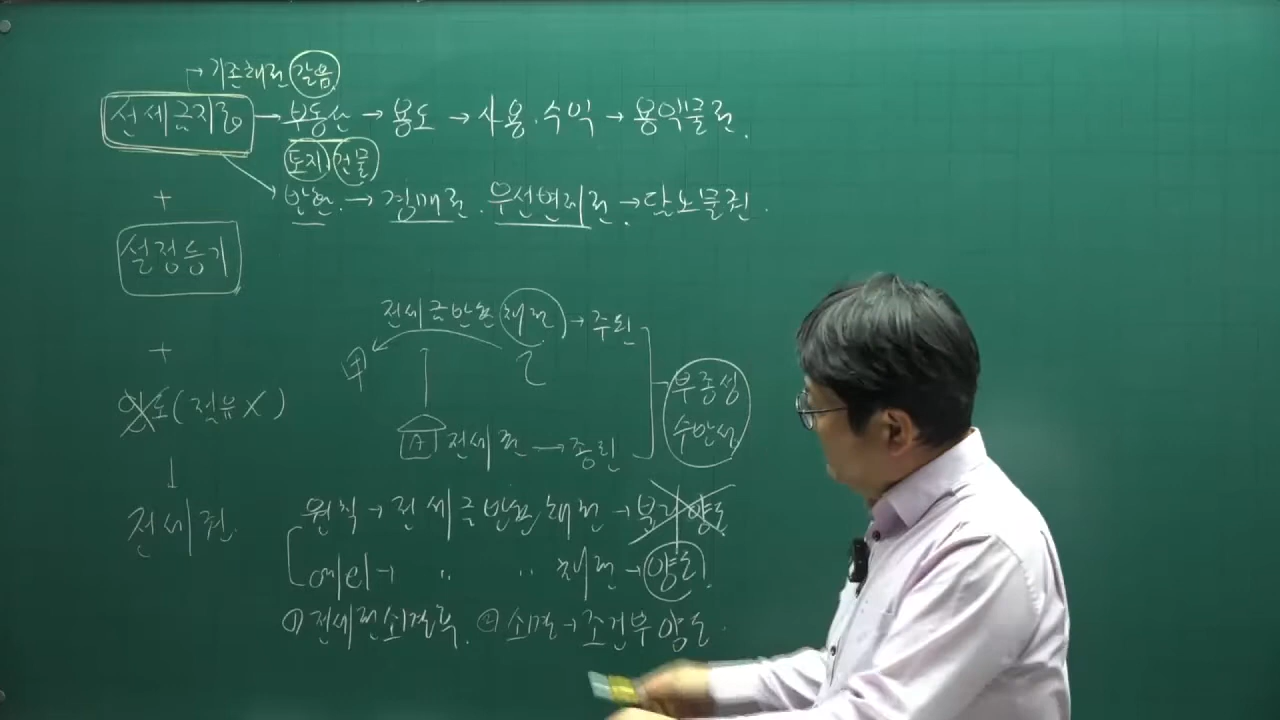 → 기존채권 갈음
전세금지급 → 부동산 → 용도 → 사용·수익 → 용익물권.
토지, 건물
+ 반환 → 경매권. 우선변제권. → 담보물권.
설정등기
전세금반환 채권 → 주된
+
甲 乙
부종성
인도(점유X)
수반성
A 전세권 → 종된
↓
원칙 → 전세금반환채권 → 분리양도
전세권.
예외 → 〃 〃 채권 → 양도.
① 전세권소멸후. ② 소멸 → 조건부 양도.